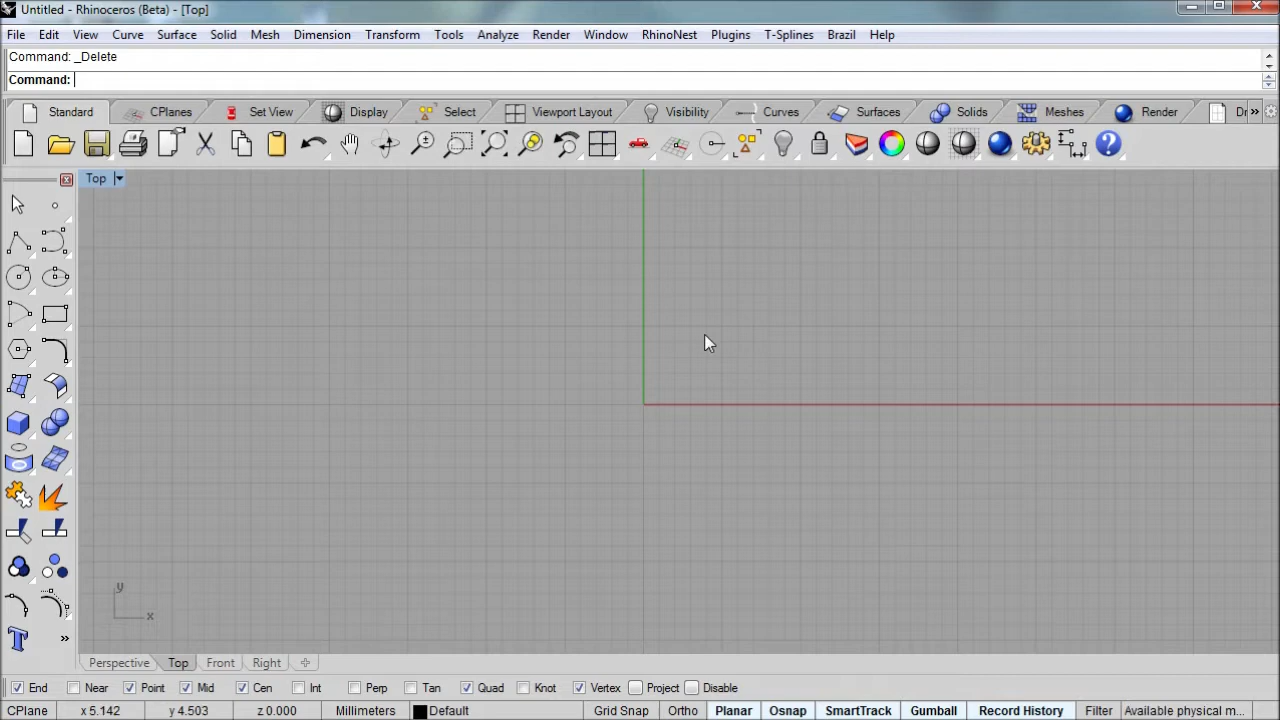 Untitled - Rhinoceros (Beta) - [Top]
File Edit View Curve Surface Solid Mesh Dimension Transform Tools Analyze Render Window RhinoNest Plugins T-Splines Brazil Help
Command: _Delete
Command:
Standard CPlanes Set View Display Select Viewport Layout Visibility Curves Surfaces Solids Meshes Render Dr
Top
y
x
Perspective Top Front Right
End Near Point Mid Cen Int Perp Tan Quad Knot Vertex Project Disable
CPlane x 5.142 y 4.503 z 0.000 Millimeters Default Grid Snap Ortho Planar Osnap SmartTrack Gumball Record History Filter Available physical m...